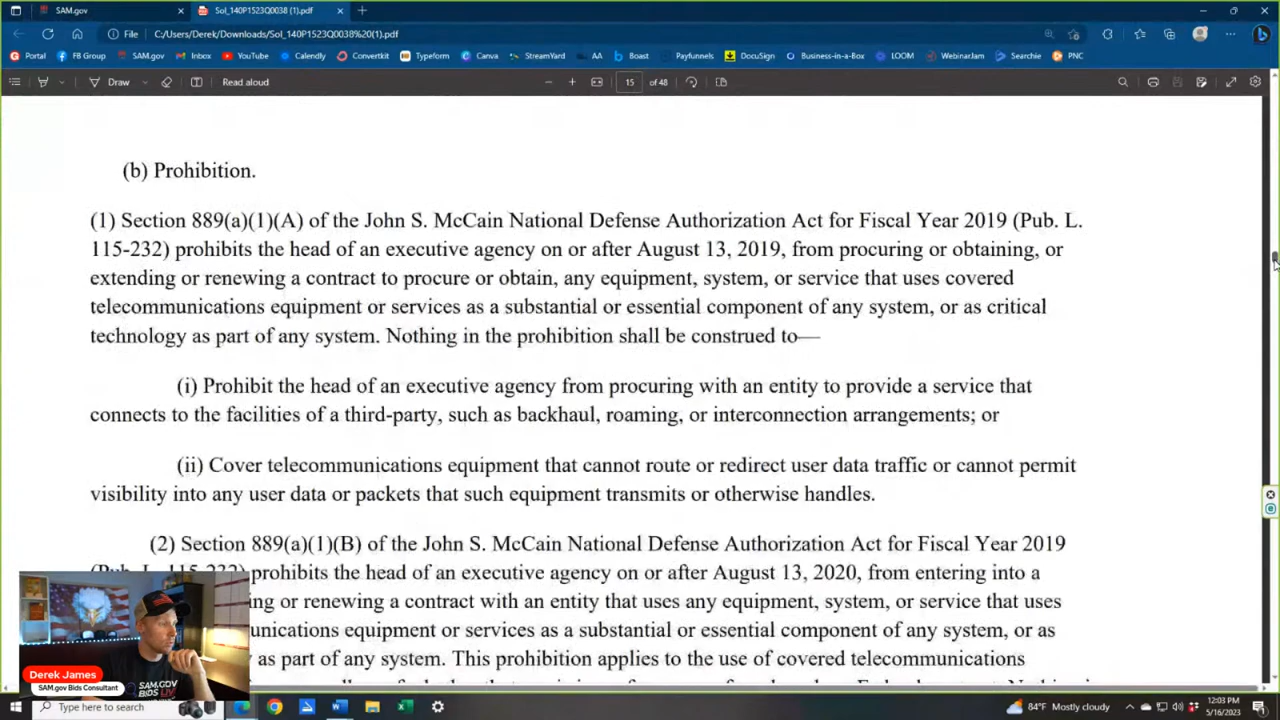 SAM.gov
Sol_140P1523Q0038 (1).pdf
File
C:/Users/Derek/Downloads/Sol_140P1523Q0038%20(1).pdf
Portal
FB Group
SAM.gov
Inbox
YouTube
Calendly
Convertkit
Typeform
Canva
StreamYard
AA
Boast
Payfunnels
DocuSign
Business-in-a-Box
LOOM
WebinarJam
Searchie
PNC
Draw
Read aloud
15 of 48
(b) Prohibition.
(1) Section 889(a)(1)(A) of the John S. McCain National Defense Authorization Act for Fiscal Year 2019 (Pub. L.
115-232) prohibits the head of an executive agency on or after August 13, 2019, from procuring or obtaining, or
extending or renewing a contract to procure or obtain, any equipment, system, or service that uses covered
telecommunications equipment or services as a substantial or essential component of any system, or as critical
technology as part of any system. Nothing in the prohibition shall be construed to—
(i) Prohibit the head of an executive agency from procuring with an entity to provide a service that
connects to the facilities of a third-party, such as backhaul, roaming, or interconnection arrangements; or
(ii) Cover telecommunications equipment that cannot route or redirect user data traffic or cannot permit
visibility into any user data or packets that such equipment transmits or otherwise handles.
(2) Section 889(a)(1)(B) of the John S. McCain National Defense Authorization Act for Fiscal Year 2019
(Pub. L. 115-232) prohibits the head of an executive agency on or after August 13, 2020, from entering into a
ing or renewing a contract with an entity that uses any equipment, system, or service that uses
unications equipment or services as a substantial or essential component of any system, or as
as part of any system. This prohibition applies to the use of covered telecommunications
SAM.GOV
BIDS LIV
Derek James
SAM.gov Bids Consultant
Type here to search
84°F Mostly cloudy
12:03 PM
5/16/2023